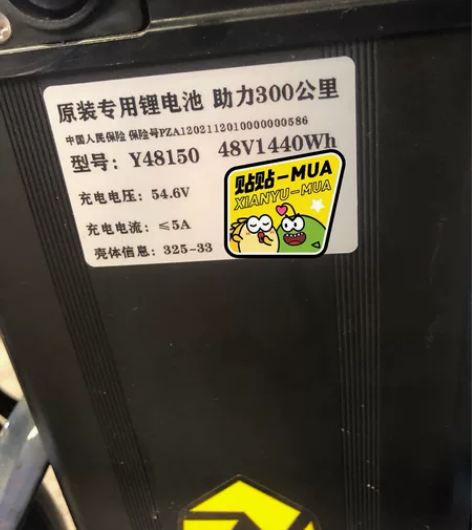 原装专用锂电池 助力300公里
中国人民保险 保险号PZA12021120100000000586
型号：Y48150 48V1440Wh
充电电压：54.6V
充电电流：≤5A
壳体信息：325-33
贴贴-MUA
XIANYU-MUA